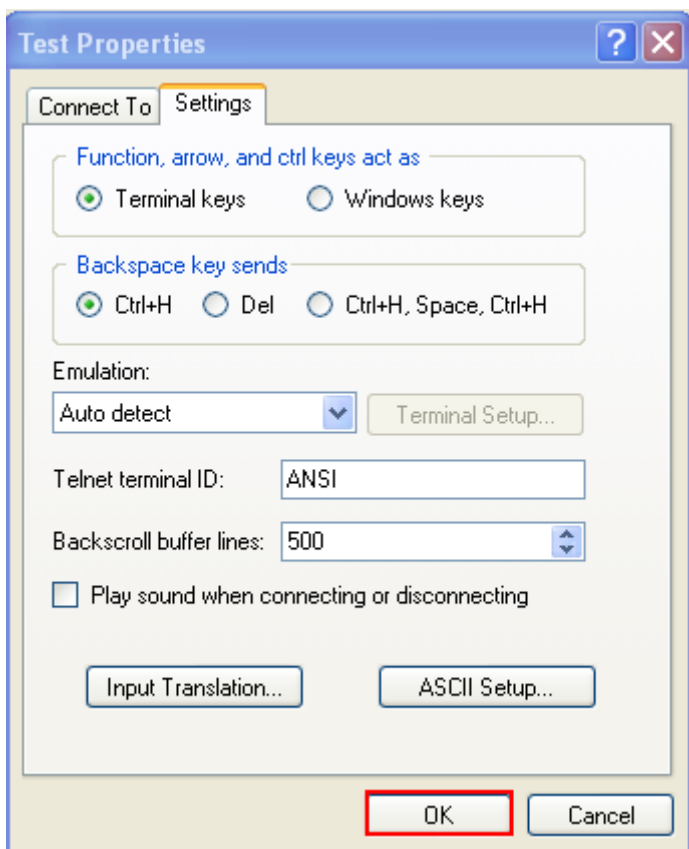 Test Properties
Connect To Settings
Function, arrow, and ctrl keys act as
Terminal keys Windows keys
Backspace key sends
Ctrl+H Del Ctrl+H, Space, Ctrl+H
Emulation:
Auto detect Terminal Setup...
Telnet terminal ID: ANSI
Backscroll buffer lines: 500
Play sound when connecting or disconnecting
Input Translation... ASCII Setup...
OK Cancel